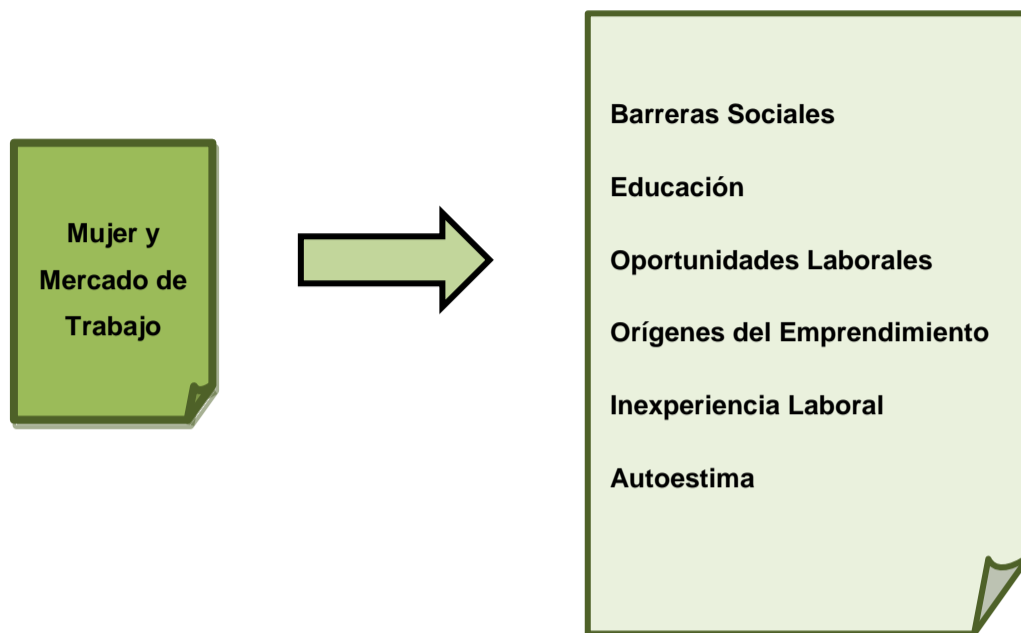 Mujer y
Mercado de
Trabajo
Barreras Sociales
Educación
Oportunidades Laborales
Orígenes del Emprendimiento
Inexperiencia Laboral
Autoestima